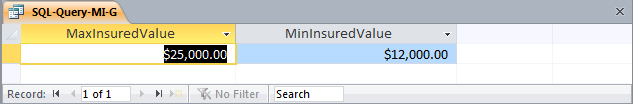 SQL-Query-MI-G
MaxInsuredValue MinInsuredValue
$25,000.00 $12,000.00
Record: 1 of 1 No Filter Search